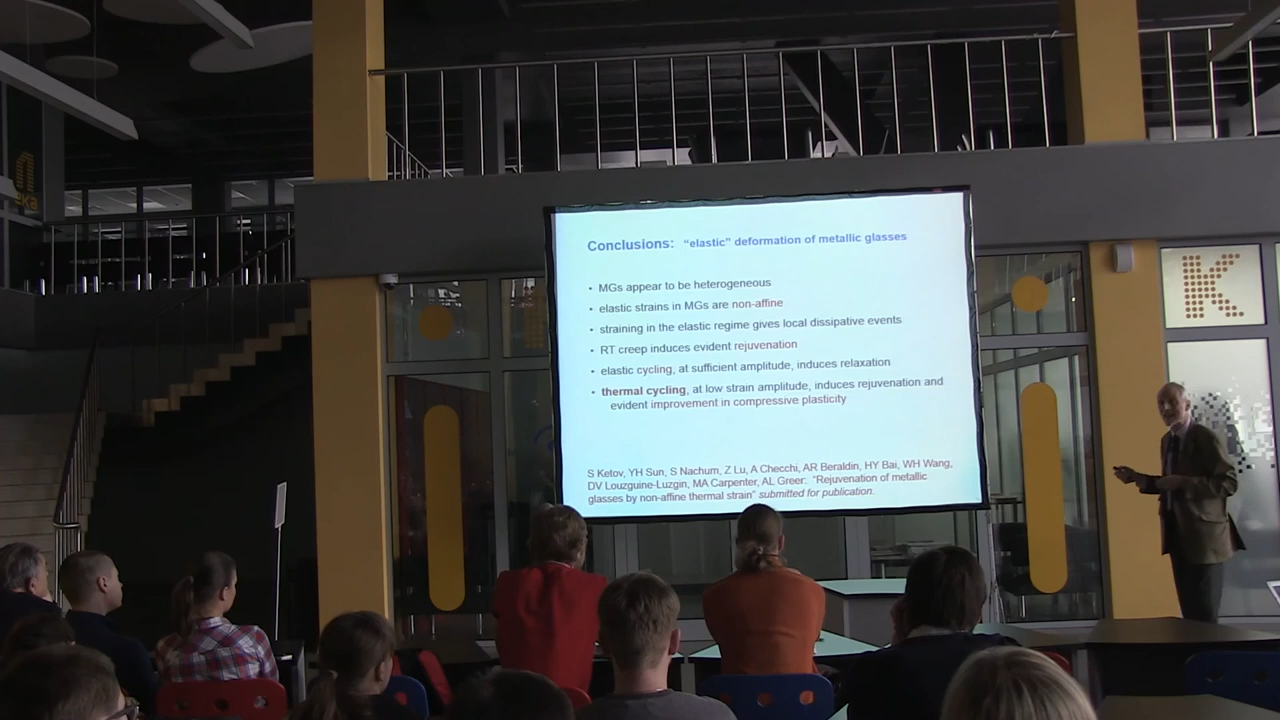 Conclusions: "elastic" deformation of metallic glasses
• MGs appear to be heterogeneous
• elastic strains in MGs are non-affine
• straining in the elastic regime gives local dissipative events
• RT creep induces evident rejuvenation
• elastic cycling, at sufficient amplitude, induces relaxation
• thermal cycling, at low strain amplitude, induces rejuvenation and
evident improvement in compressive plasticity
S Ketov, YH Sun, S Nachum, Z Lu, A Checchi, AR Beraldin, HY Bai, WH Wang,
DV Louzguine-Luzgin, MA Carpenter, AL Greer: "Rejuvenation of metallic
glasses by non-affine thermal strain" submitted for publication.
K